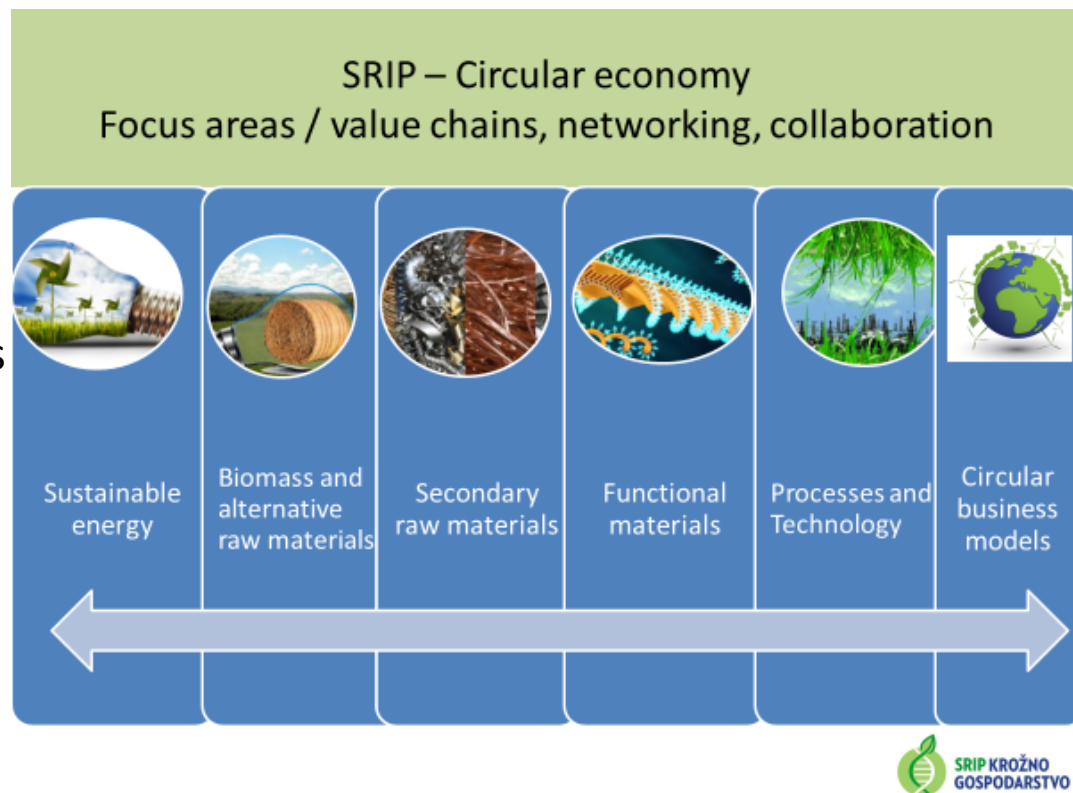 SRIP – Circular economy
Focus areas / value chains, networking, collaboration
s
Sustainable
energy
Biomass and
alternative
raw materials
Secondary
raw materials
Functional
materials
Processes and
Technology
Circular
business
models
SRIP KROŽNO
GOSPODARSTVO